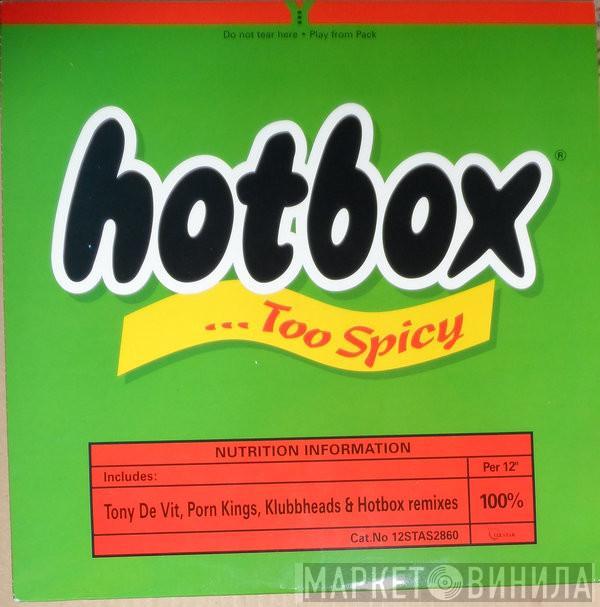 Do not tear here • Play from Pack
hotbox ®
... Too Spicy
NUTRITION INFORMATION
Includes:
Per 12"
Tony De Vit, Porn Kings, Klubbheads & Hotbox remixes
100%
Cat.No 12STAS2860
МАРКЕТ ВИНИЛА